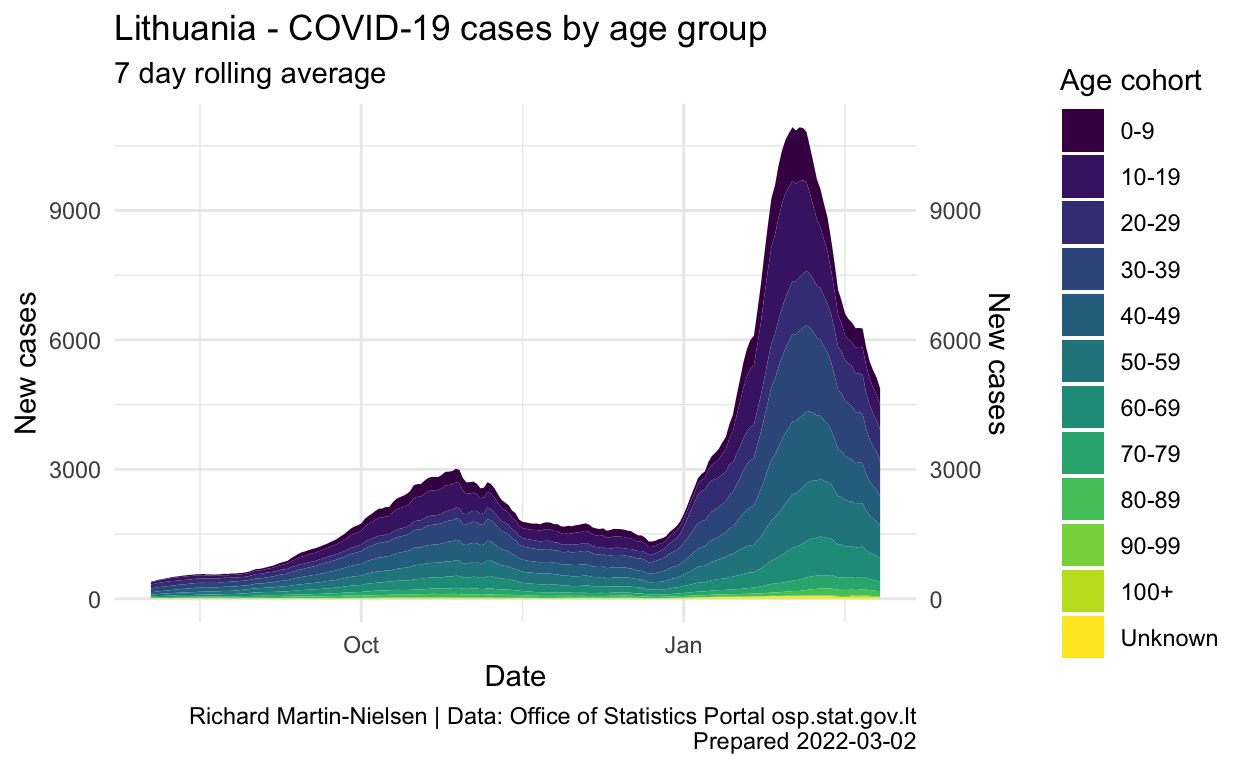 Lithuania - COVID-19 cases by age group
7 day rolling average
New cases
9000
6000
3000
0
9000
6000
3000
0
New cases
Oct
Jan
Date
Age cohort
0-9
10-19
20-29
30-39
40-49
50-59
60-69
70-79
80-89
90-99
100+
Unknown
Richard Martin-Nielsen | Data: Office of Statistics Portal osp.stat.gov.lt
Prepared 2022-03-02